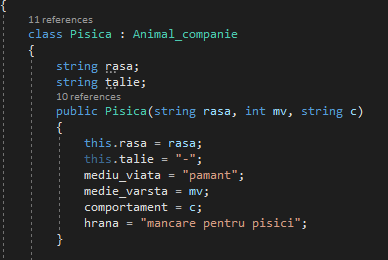 {
11 references
class Pisica : Animal_companie
{
string rasa;
string talie;
10 references
public Pisica(string rasa, int mv, string c)
{
this.rasa = rasa;
this.talie = "-";
mediu_viata = "pamant";
medie_varsta = mv;
comportament = c;
hrana = "mancare pentru pisici";
}